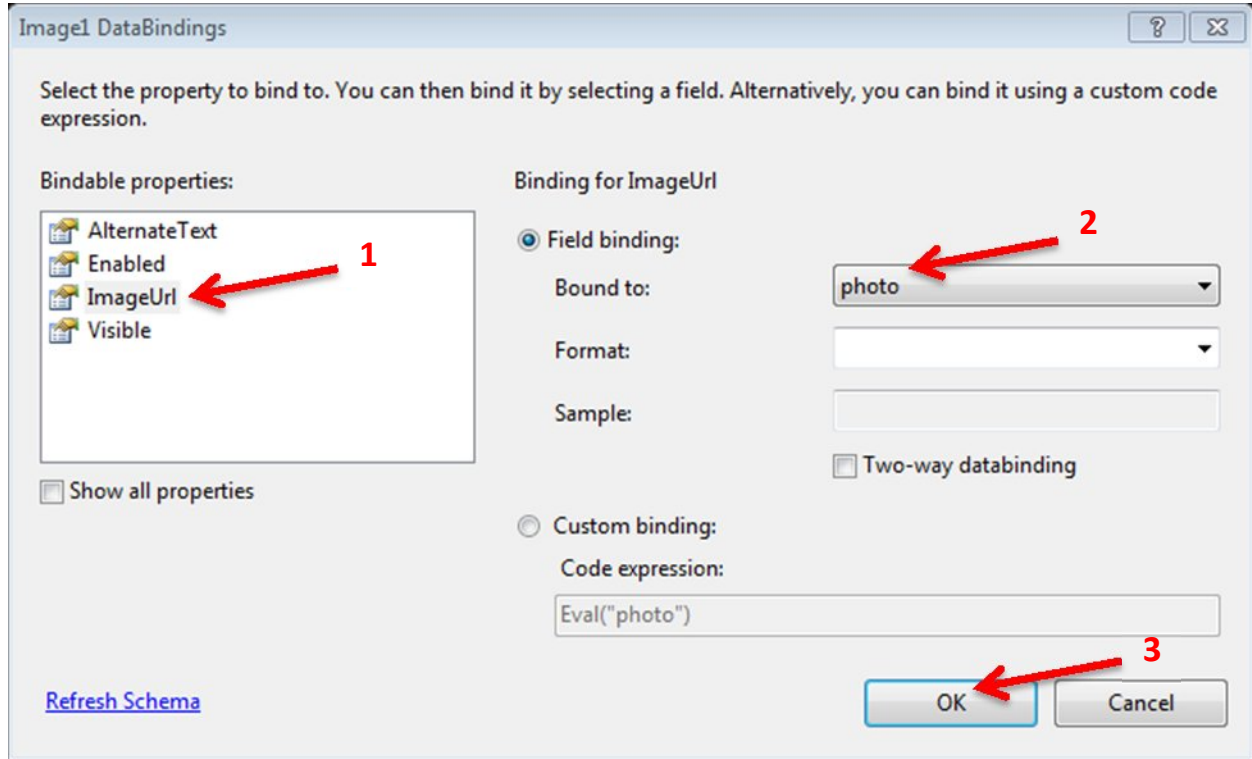 Image1 DataBindings
?
Select the property to bind to. You can then bind it by selecting a field. Alternatively, you can bind it using a custom code
expression.
Bindable properties:
AlternateText
Enabled
1
ImageUrl
Visible
Show all properties
Binding for ImageUrl
2
Field binding:
Bound to:
photo
Format:
Sample:
Two-way databinding
Custom binding:
Code expression:
Eval("photo")
3
Refresh Schema
OK
Cancel